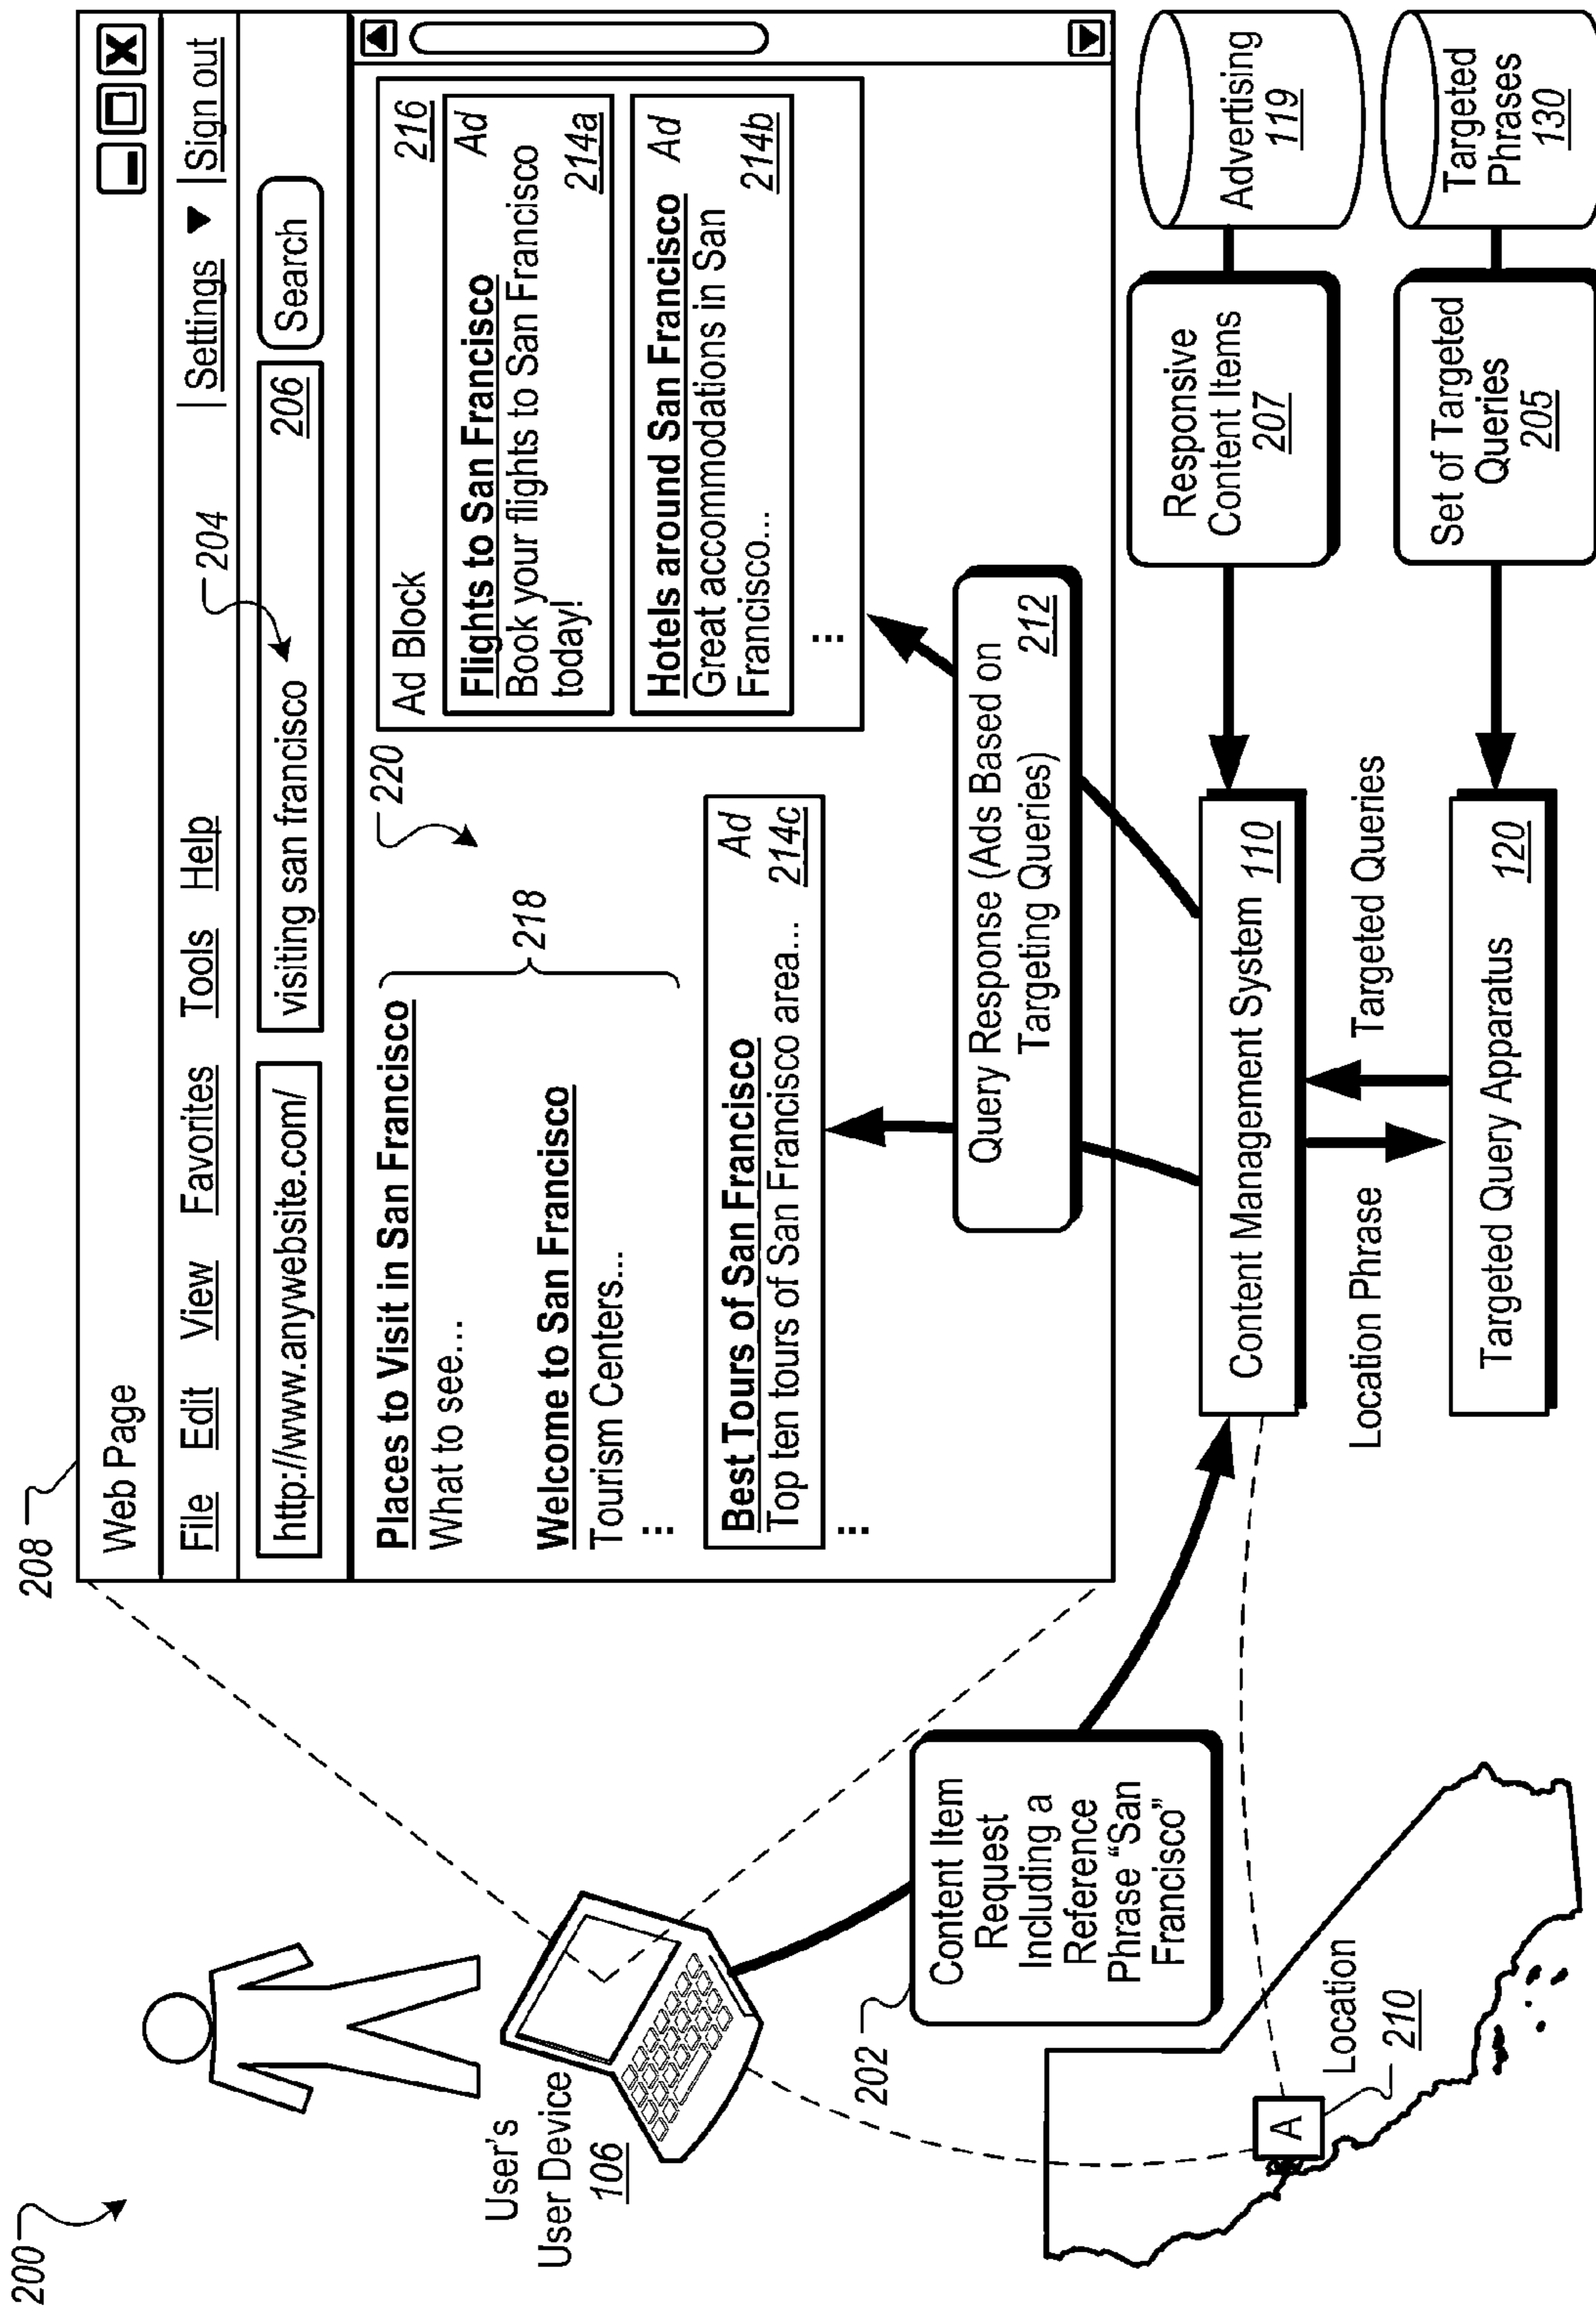 200
User's
User Device
106
208
Web Page
File Edit View Favorites Tools Help
Settings Sign out
http://www.anywebsite.com/
visiting san francisco
206
Search
204
220
Places to Visit in San Francisco
What to see...
218
Welcome to San Francisco
Tourism Centers...
...
Best Tours of San Francisco Ad
Top ten tours of San Francisco area... 214c
...
Ad Block 216
Flights to San Francisco Ad
Book your flights to San Francisco
today! 214a
Hotels around San Francisco Ad
Great accommodations in San
Francisco... 214b
...
202
Content Item
Request
Including a
Reference
Phrase “San
Francisco”
Query Response (Ads Based on
Targeting Queries) 212
A
Location
210
Content Management System 110
Location Phrase
Targeted Queries
Targeted Query Apparatus 120
Responsive
Content Items
207
Advertising
119
Set of Targeted
Queries
205
Targeted
Phrases
130